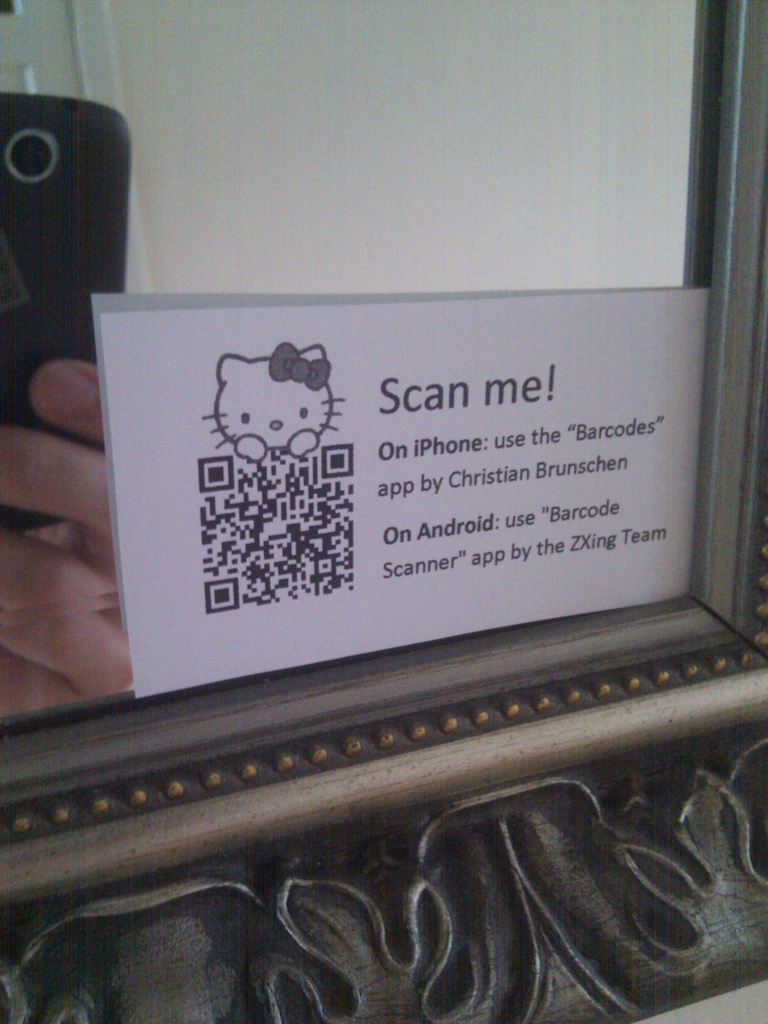 Scan me!
On iPhone: use the “Barcodes”
app by Christian Brunschen
On Android: use "Barcode
Scanner" app by the ZXing Team